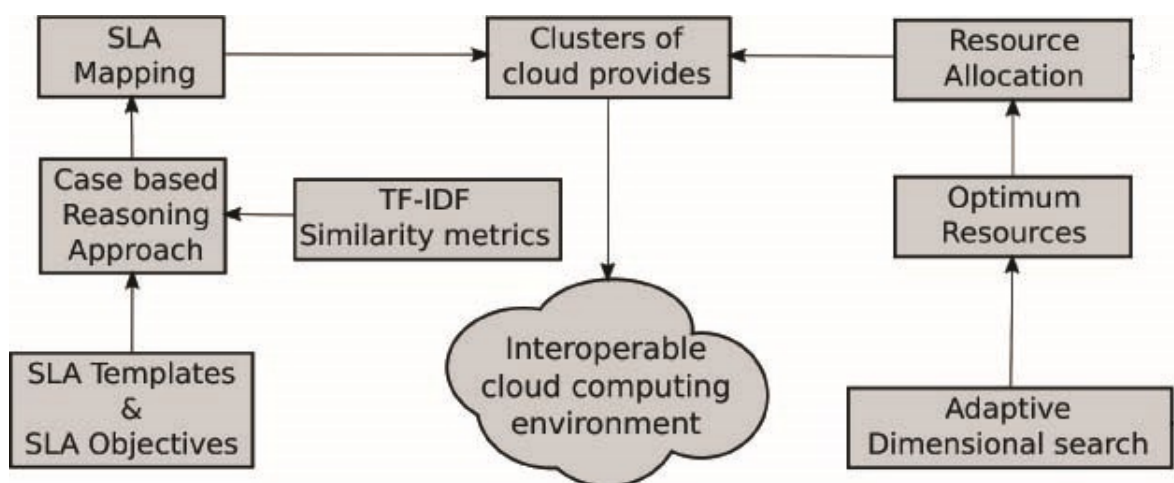 SLA
Mapping
Clusters of
cloud provides
Resource
Allocation
Case based
Reasoning
Approach
TF-IDF
Similarity metrics
Optimum
Resources
SLA Templates
&
SLA Objectives
Interoperable
cloud computing
environment
Adaptive
Dimensional search